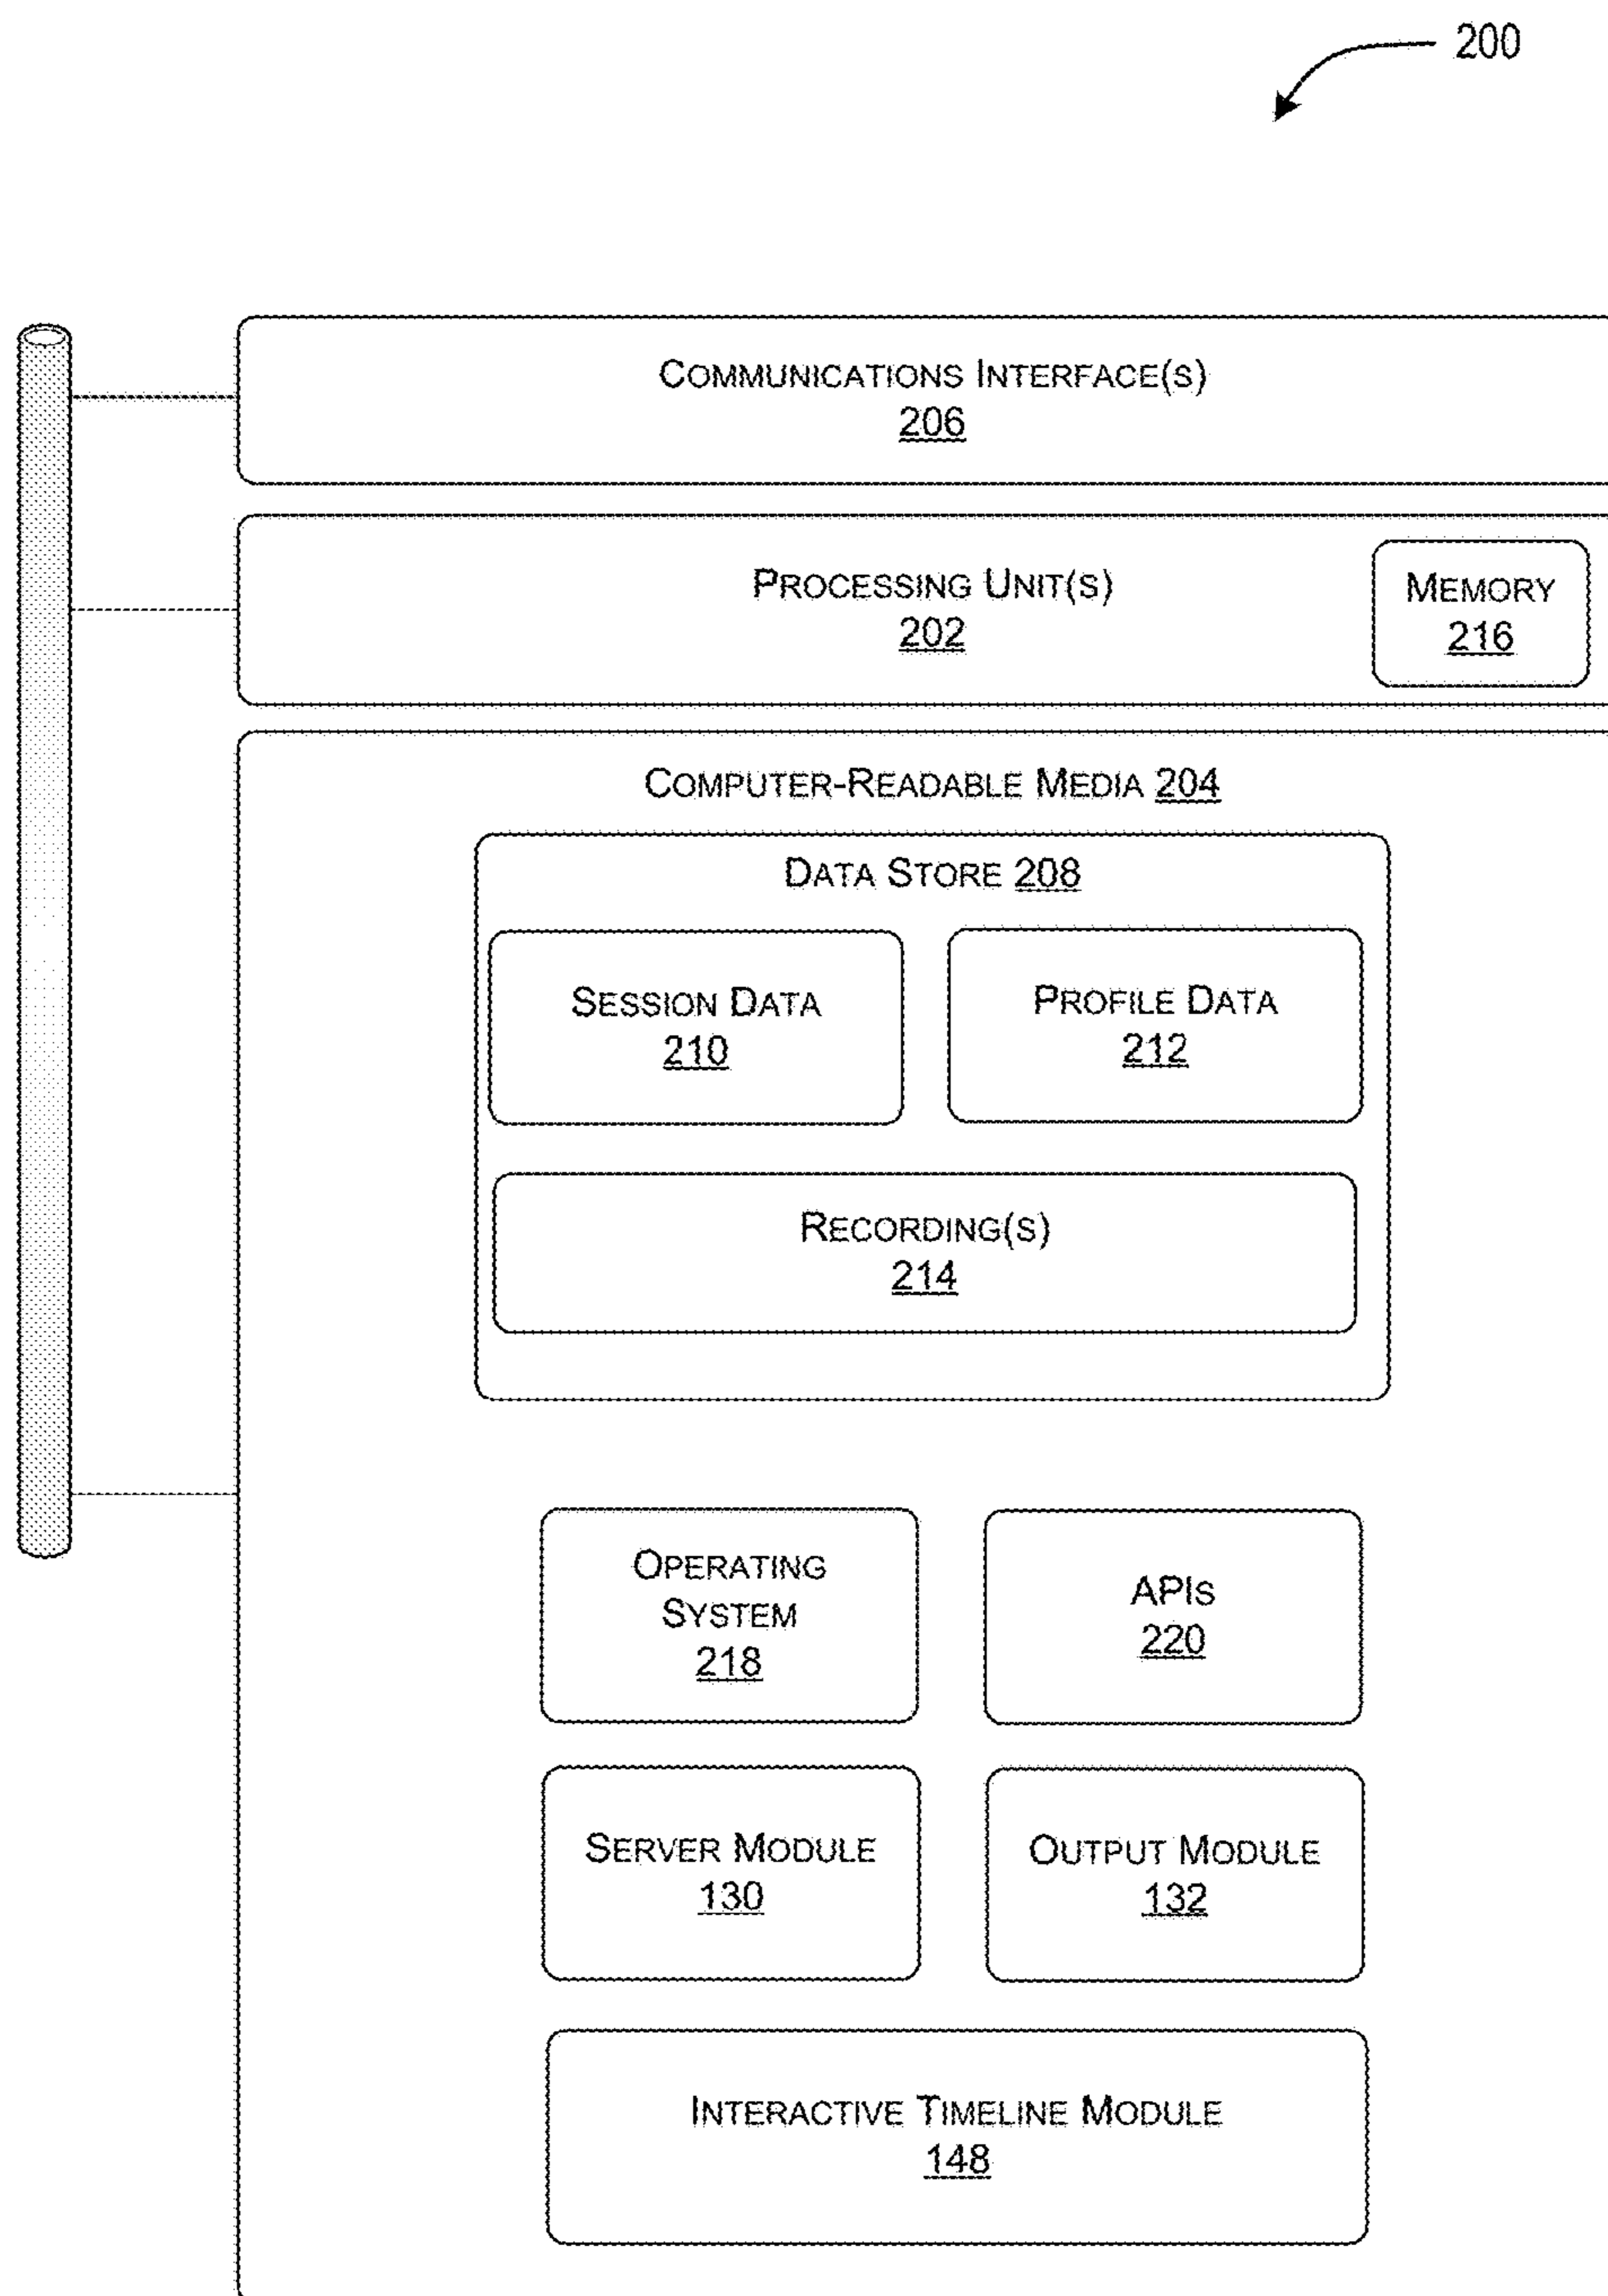 200
COMMUNICATIONS INTERFACE(S)
206
PROCESSING UNIT(S)
202
MEMORY
216
COMPUTER-READABLE MEDIA 204
DATA STORE 208
SESSION DATA
210
PROFILE DATA
212
RECORDING(S)
214
OPERATING
SYSTEM
218
APIS
220
SERVER MODULE
130
OUTPUT MODULE
132
INTERACTIVE TIMELINE MODULE
148